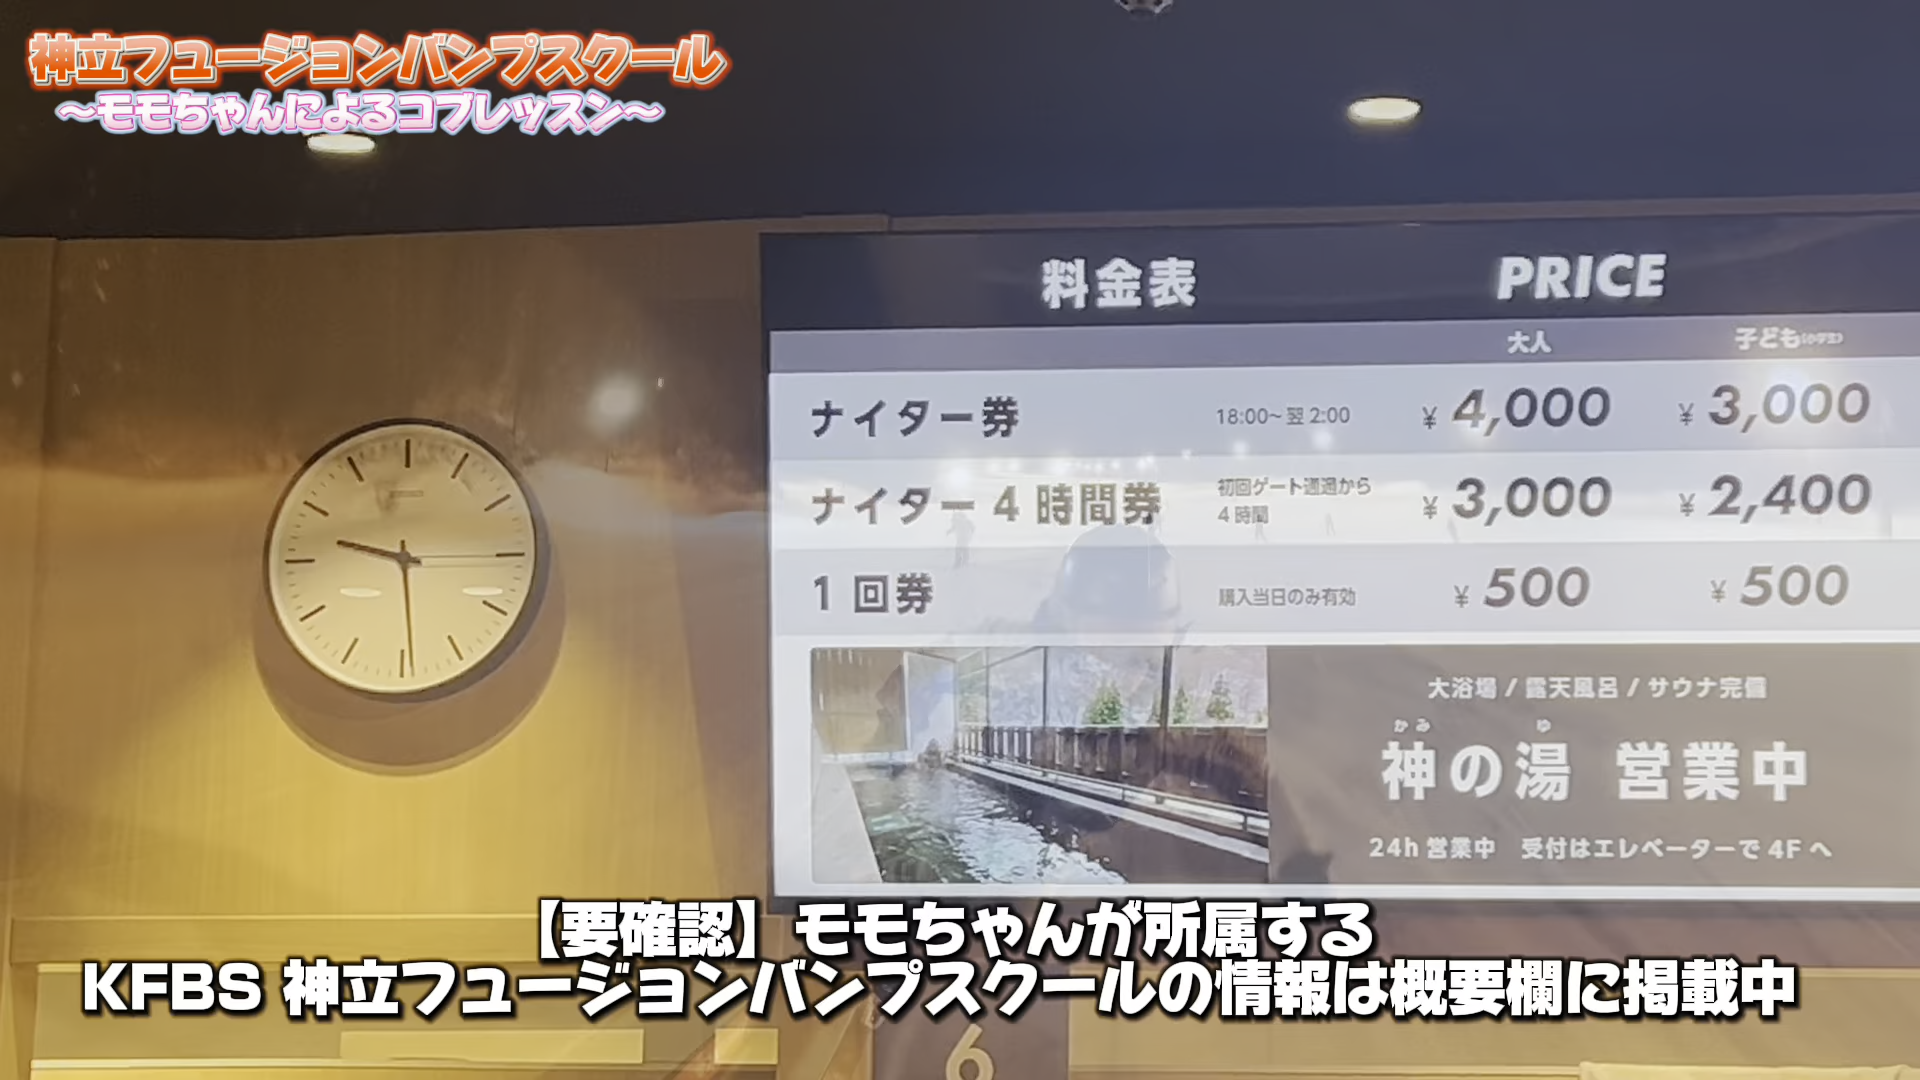 神立フュージョンバンプスクール
～モモちゃんによるコブレッスン～
料金表 PRICE
大人 子ども(小学生)
ナイター券 18:00～翌2:00 ¥4,000 ¥3,000
ナイター4時間券 初回ゲート通過から
4時間 ¥3,000 ¥2,400
1回券 購入当日のみ有効 ¥500 ¥500
大浴場 / 露天風呂 / サウナ完備
かみ ゆ
神の湯 営業中
24h営業中 受付はエレベーターで4Fへ
【要確認】モモちゃんが所属する
KFBS 神立フュージョンバンプスクールの情報は概要欄に掲載中
6